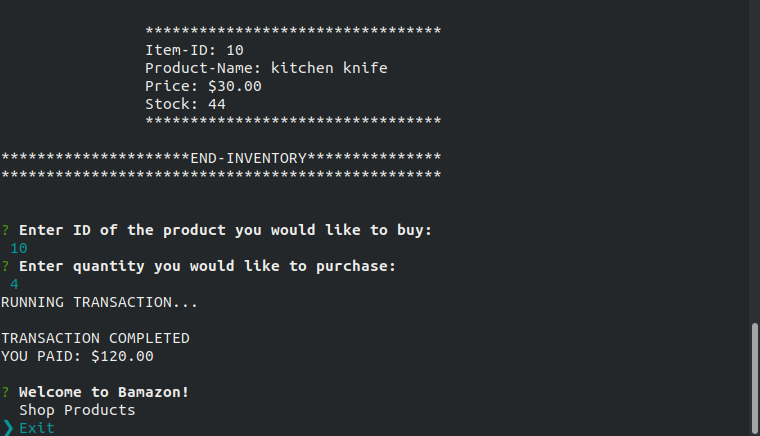 *********************************
Item-ID: 10
Product-Name: kitchen knife
Price: $30.00
Stock: 44
*********************************
*********************END-INVENTORY***************
*************************************************
? Enter ID of the product you would like to buy:
10
? Enter quantity you would like to purchase:
4
RUNNING TRANSACTION...
TRANSACTION COMPLETED
YOU PAID: $120.00
? Welcome to Bamazon!
Shop Products
❯ Exit